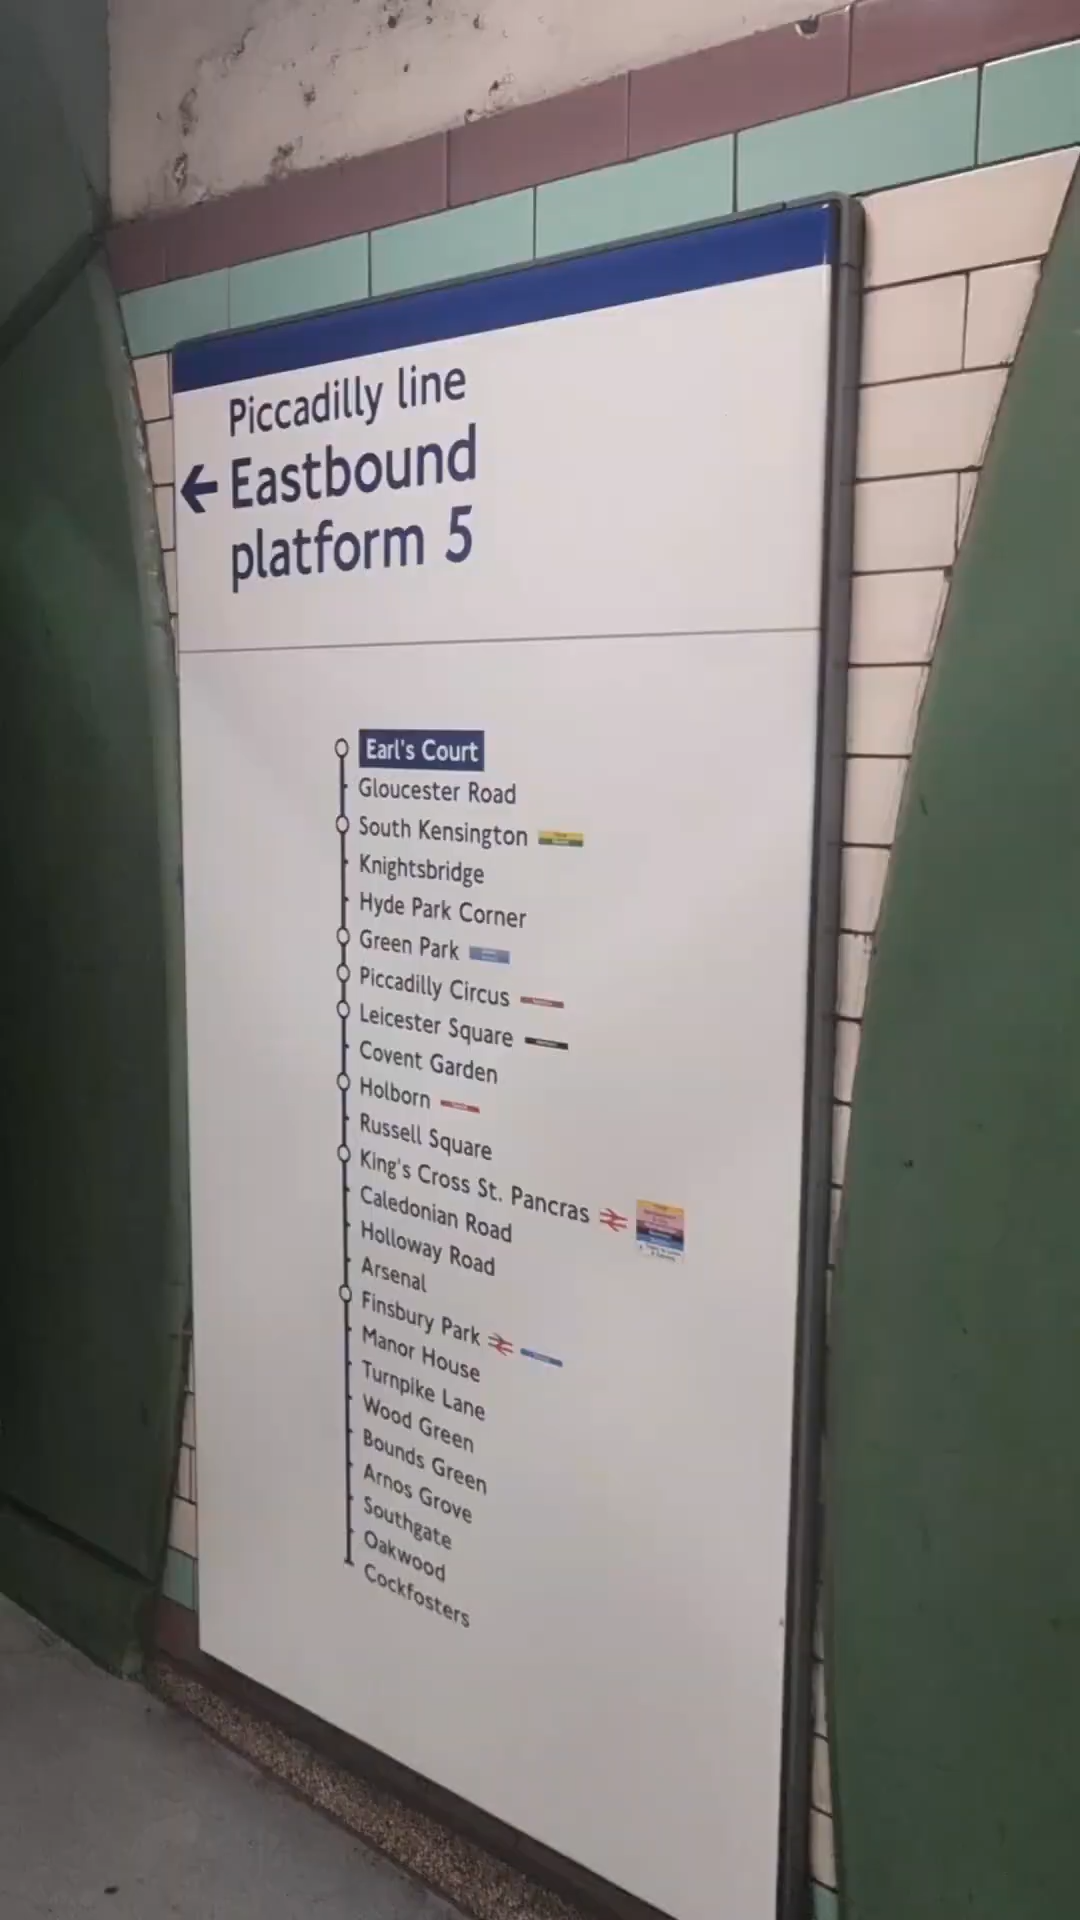 Piccadilly line
Eastbound
platform 5
Earl's Court
Gloucester Road
South Kensington
Knightsbridge
Hyde Park Corner
Green Park
Piccadilly Circus
Leicester Square
Covent Garden
Holborn
Russell Square
King's Cross St. Pancras
Caledonian Road
Holloway Road
Arsenal
Finsbury Park
Manor House
Turnpike Lane
Wood Green
Bounds Green
Arnos Grove
Southgate
Oakwood
Cockfosters